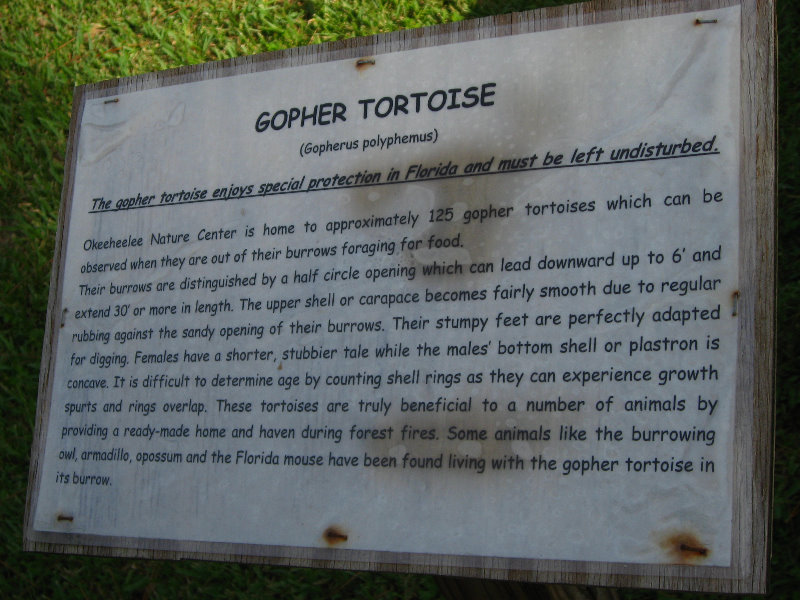 GOPHER TORTOISE
(Gopherus polyphemus)
The gopher tortoise enjoys special protection in Florida and must be left undisturbed.
Okeeheelee Nature Center is home to approximately 125 gopher tortoises which can be
observed when they are out of their burrows foraging for food.
Their burrows are distinguished by a half circle opening which can lead downward up to 6' and
extend 30' or more in length. The upper shell or carapace becomes fairly smooth due to regular
rubbing against the sandy opening of their burrows. Their stumpy feet are perfectly adapted
for digging. Females have a shorter, stubbier tale while the males' bottom shell or plastron is
concave. It is difficult to determine age by counting shell rings as they can experience growth
spurts and rings overlap. These tortoises are truly beneficial to a number of animals by
providing a ready-made home and haven during forest fires. Some animals like the burrowing
owl, armadillo, opossum and the Florida mouse have been found living with the gopher tortoise in
its burrow.